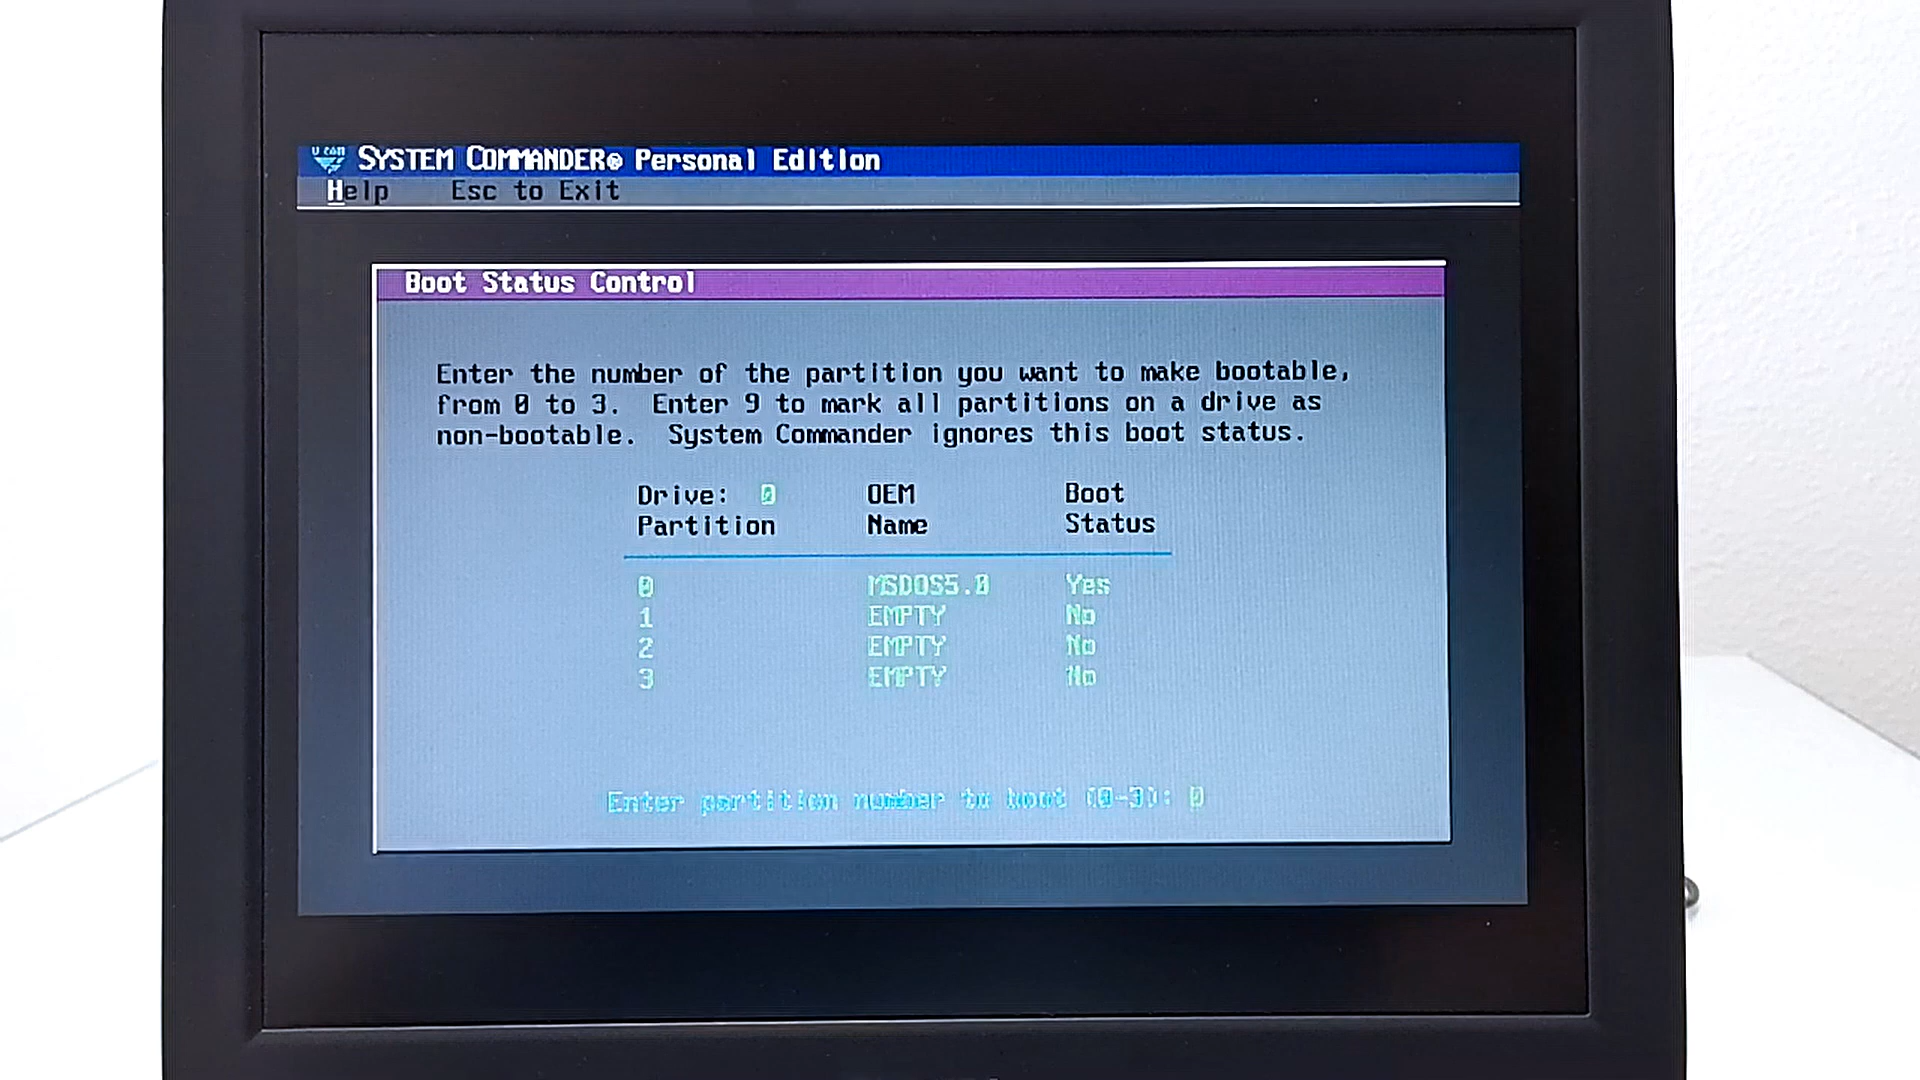 V COM SYSTEM COMMANDER® Personal Edition
Help Esc to Exit
Boot Status Control
Enter the number of the partition you want to make bootable,
from 0 to 3. Enter 9 to mark all partitions on a drive as
non-bootable. System Commander ignores this boot status.
Drive: 0 OEM Boot
Partition Name Status
0 MSDOS5.0 Yes
1 EMPTY No
2 EMPTY No
3 EMPTY No
Enter partition number to boot (0-3): 0